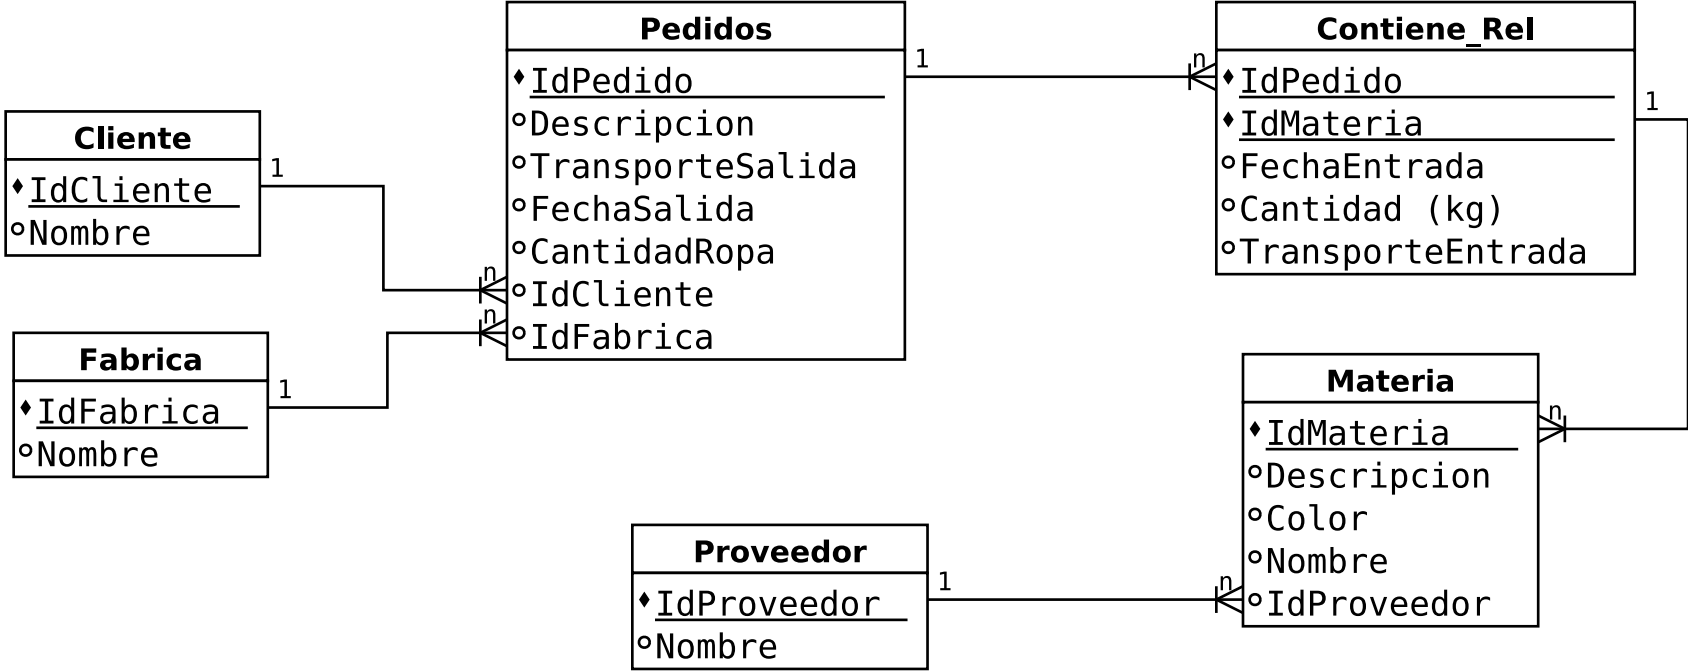 Pedidos
IdPedido
Descripcion
TransporteSalida
FechaSalida
CantidadRopa
IdCliente
IdFabrica
1
n
Contiene_Rel
IdPedido
IdMateria
FechaEntrada
Cantidad (kg)
TransporteEntrada
1
n
Cliente
IdCliente
Nombre
1
n
Fabrica
IdFabrica
Nombre
1
n
Materia
IdMateria
Descripcion
Color
Nombre
IdProveedor
Proveedor
IdProveedor
Nombre
1
n